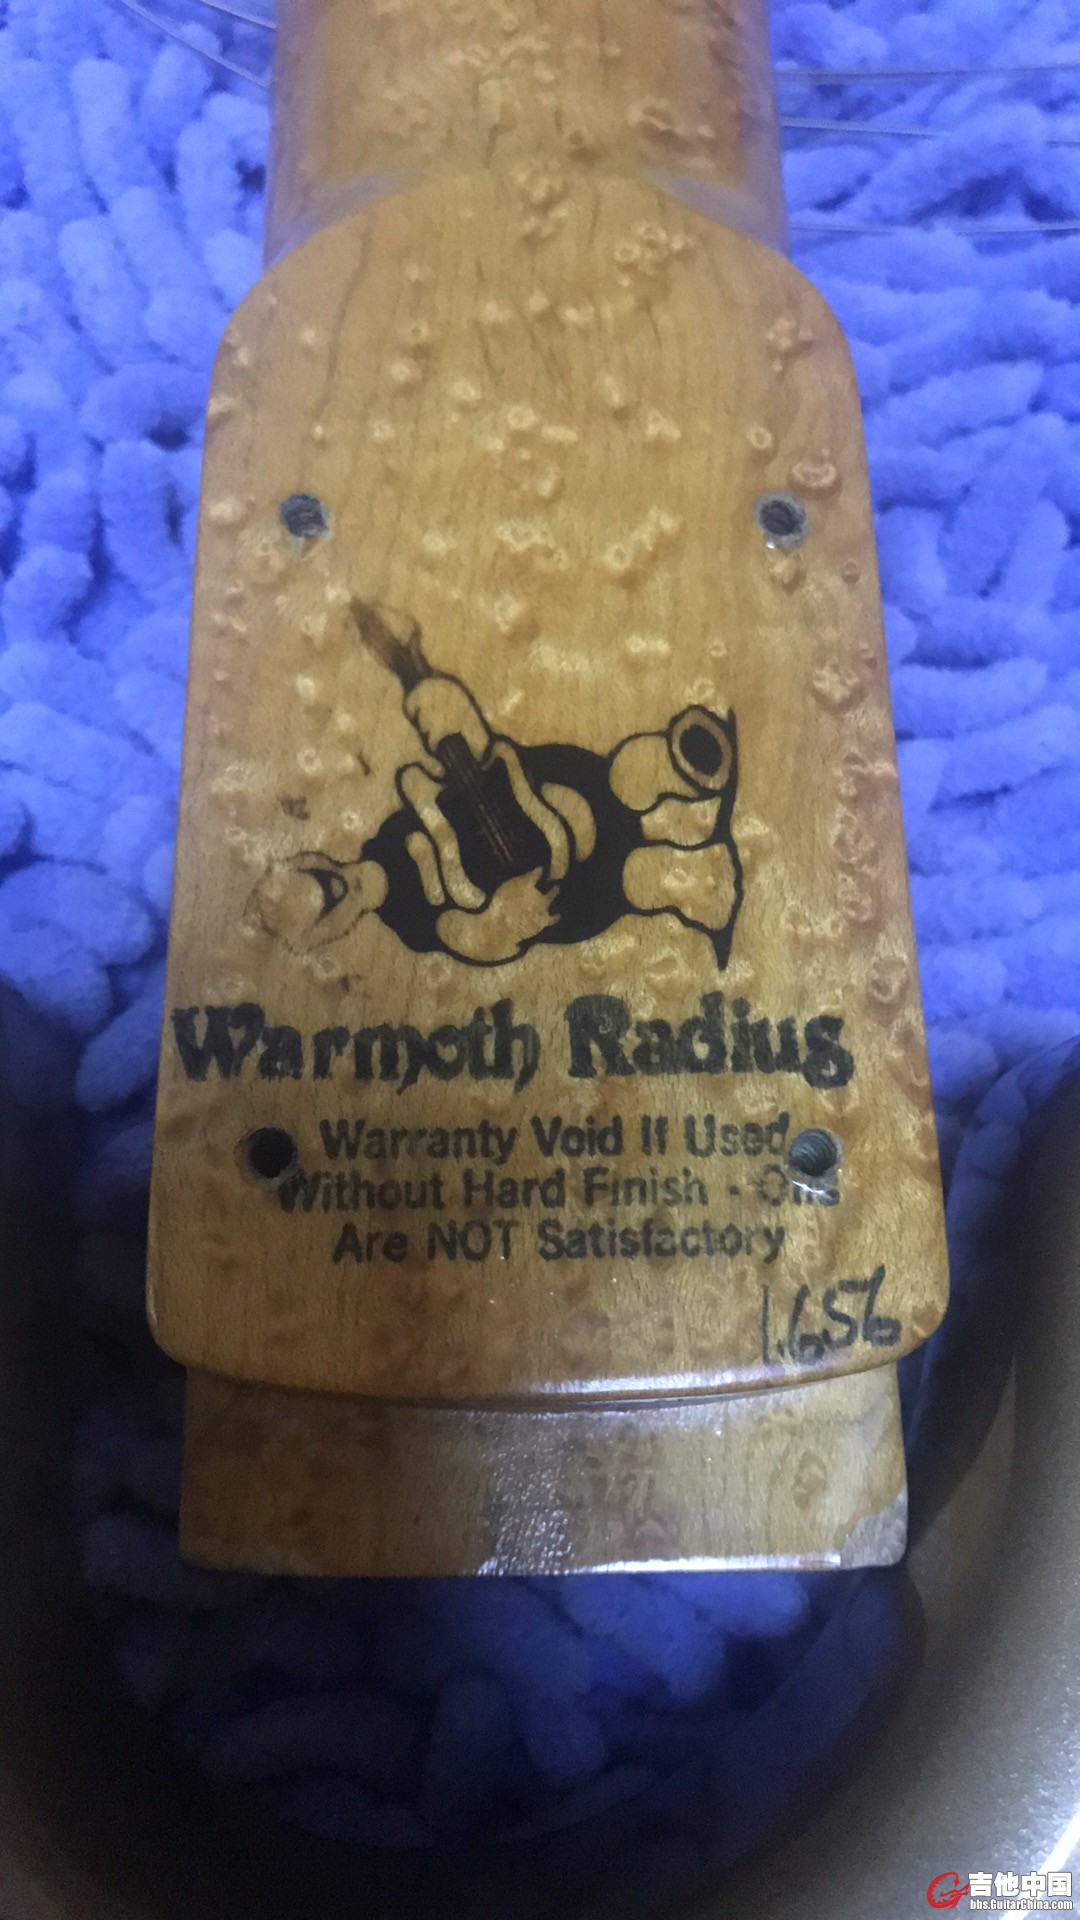 Warmoth Radius
Warranty Void If Used
Without Hard Finish - Oils
Are NOT Satisfactory
1.656
吉他中国
bbs.GuitarChina.com